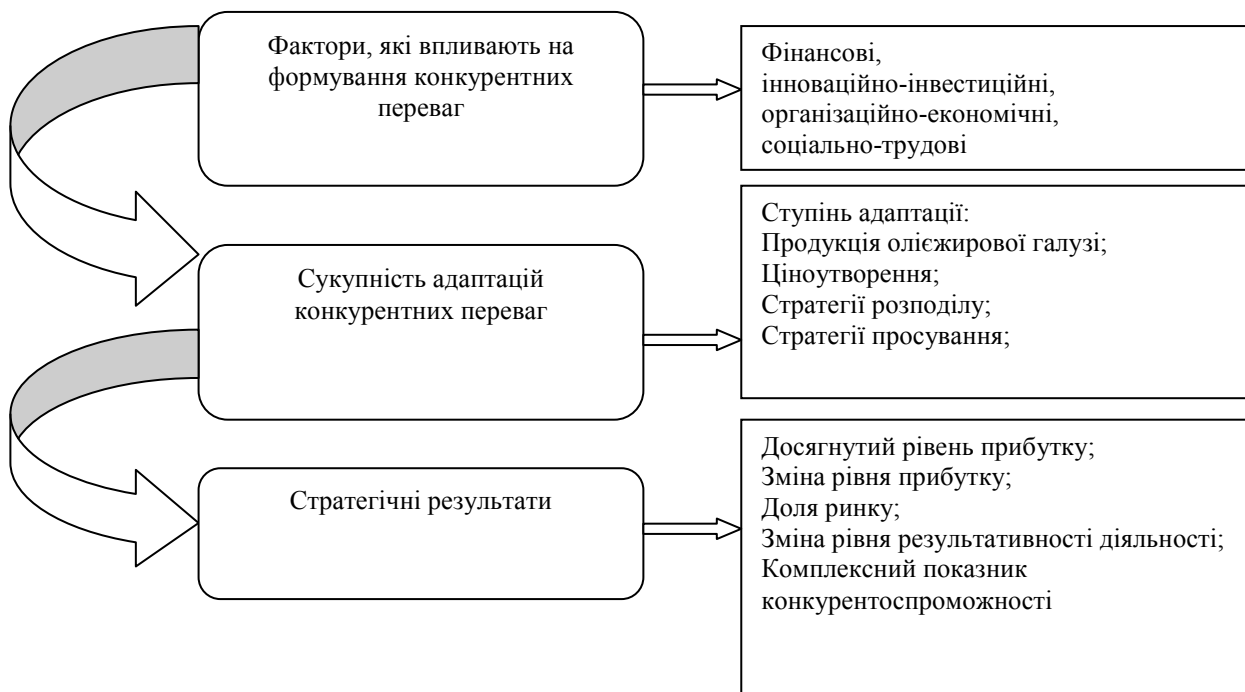 Фактори, які впливають на
формування конкурентних
переваг
Фінансові,
інноваційно-інвестиційні,
організаційно-економічні,
соціально-трудові
Сукупність адаптацій
конкурентних переваг
Ступінь адаптації:
Продукція олієжирової галузі;
Ціноутворення;
Стратегії розподілу;
Стратегії просування;
Стратегічні результати
Досягнутий рівень прибутку;
Зміна рівня прибутку;
Доля ринку;
Зміна рівня результативності діяльності;
Комплексний показник
конкурентоспроможності